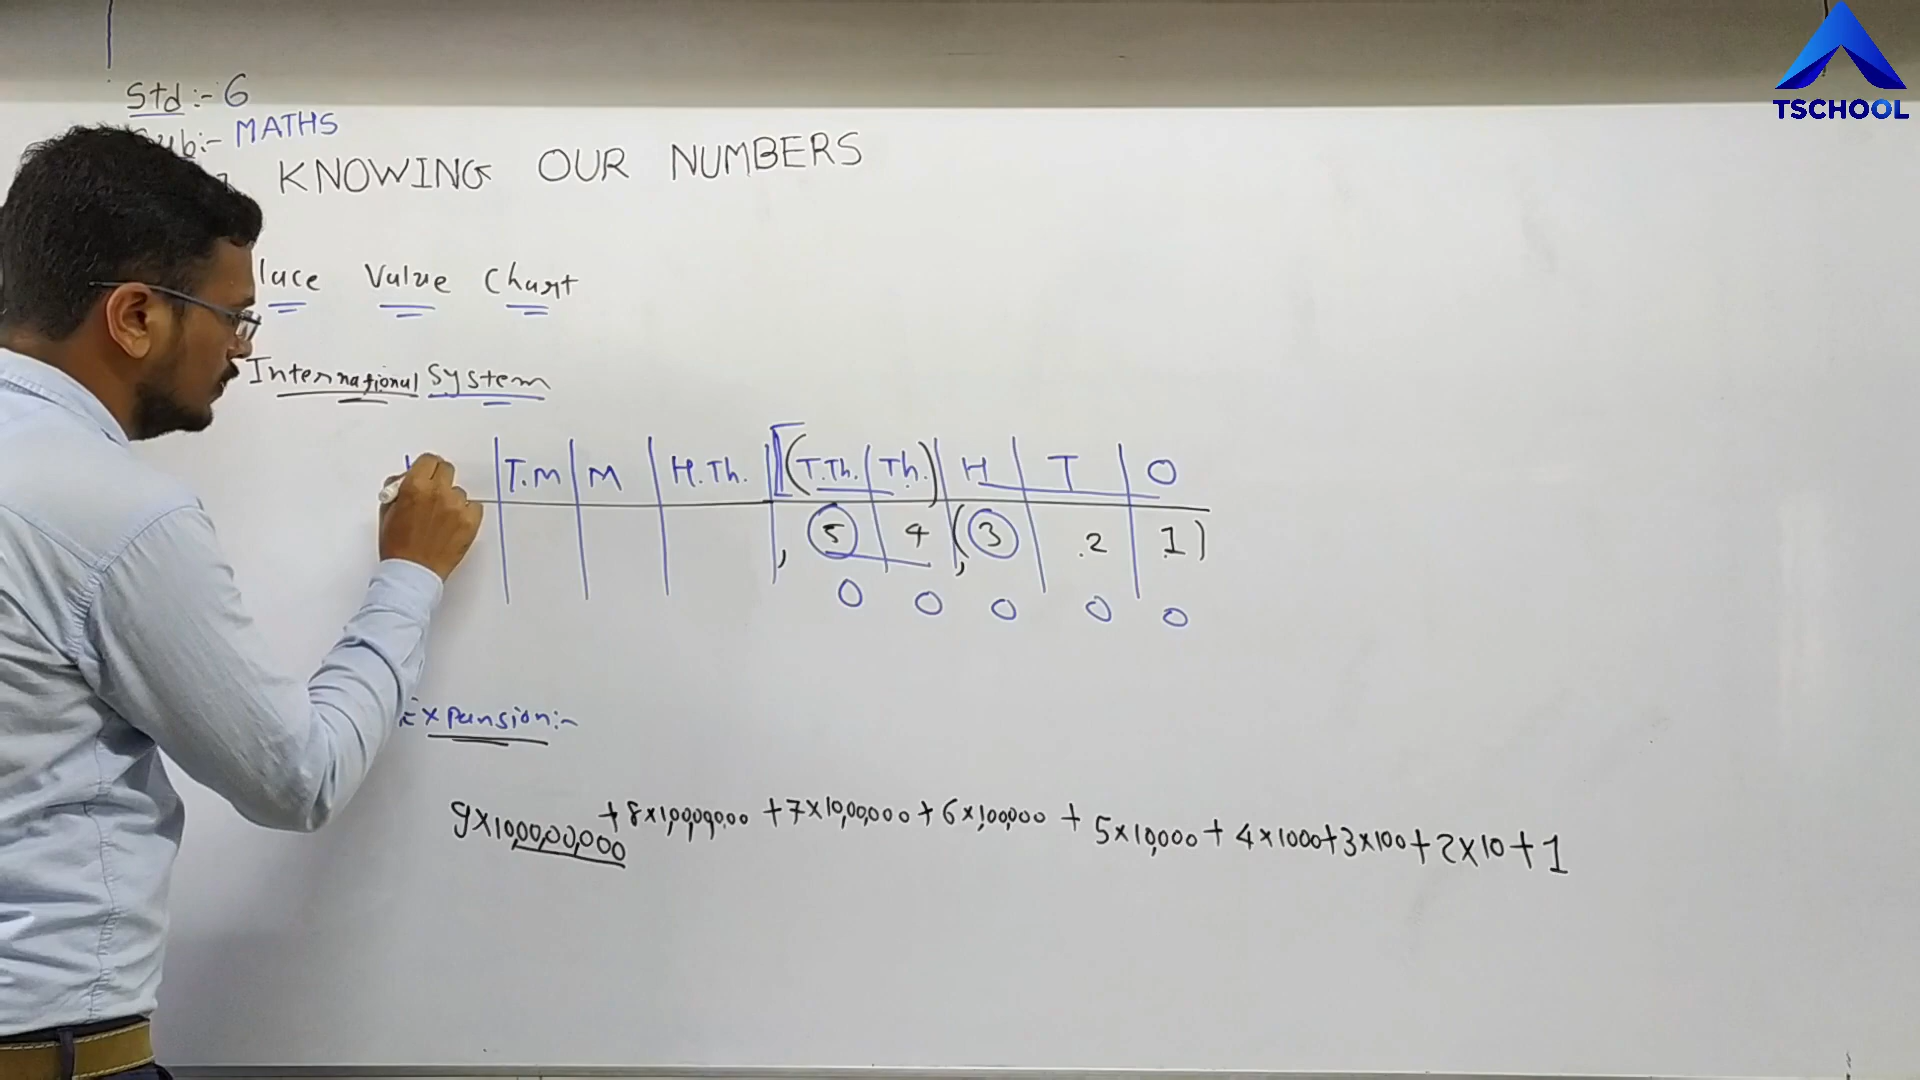 TSCHOOL
Std :- 6
Sub:- MATHS
KNOWING OUR NUMBERS
Value Chart
International System
T.M M H.Th. (T.Th. Th.) H T O
, 5 4 (, 3 2 1)
0 0 0 0 0
Expansion:-
9×10,00,00,000 + 8×1,00,00,000 + 7×10,00,000 + 6×1,00,000 + 5×10,000 + 4×1000+3×100+2×10+1